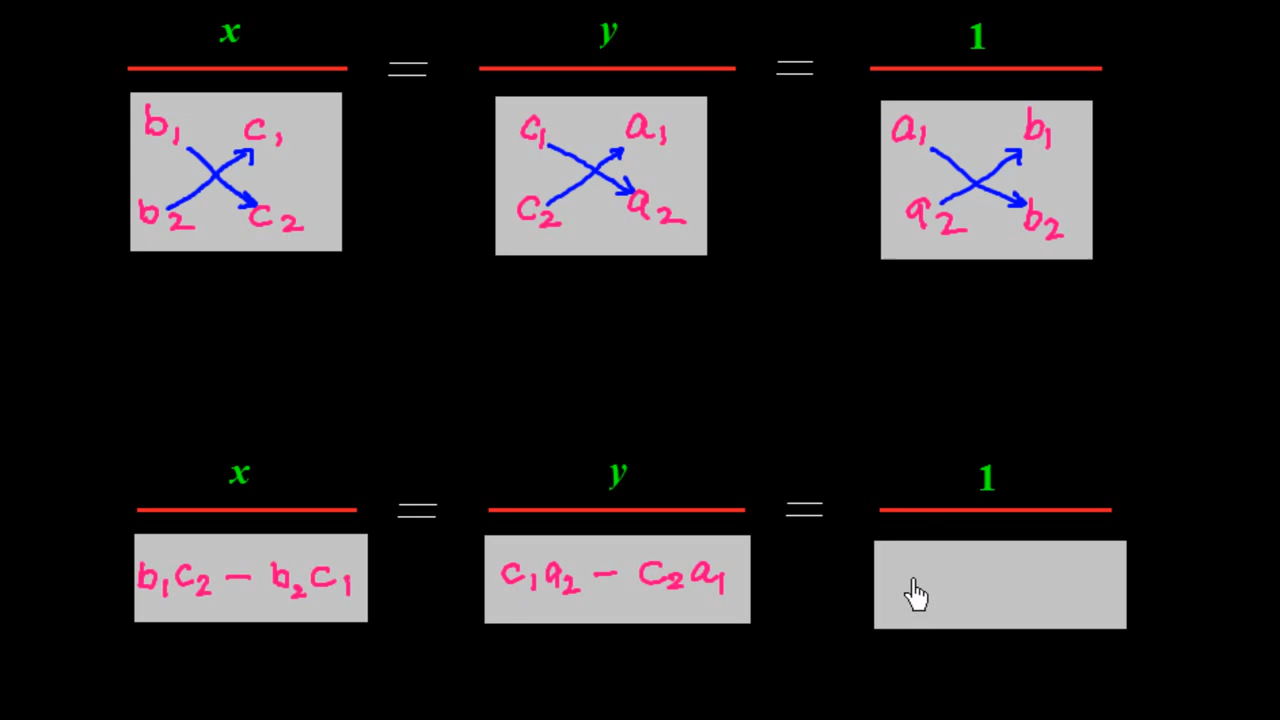 x = y = 1
b₁ c₁ c₁ a₁ a₁ b₁
b₂ c₂ c₂ a₂ a₂ b₂
x = y = 1
b₁c₂ - b₂c₁ c₁a₂ - c₂a₁